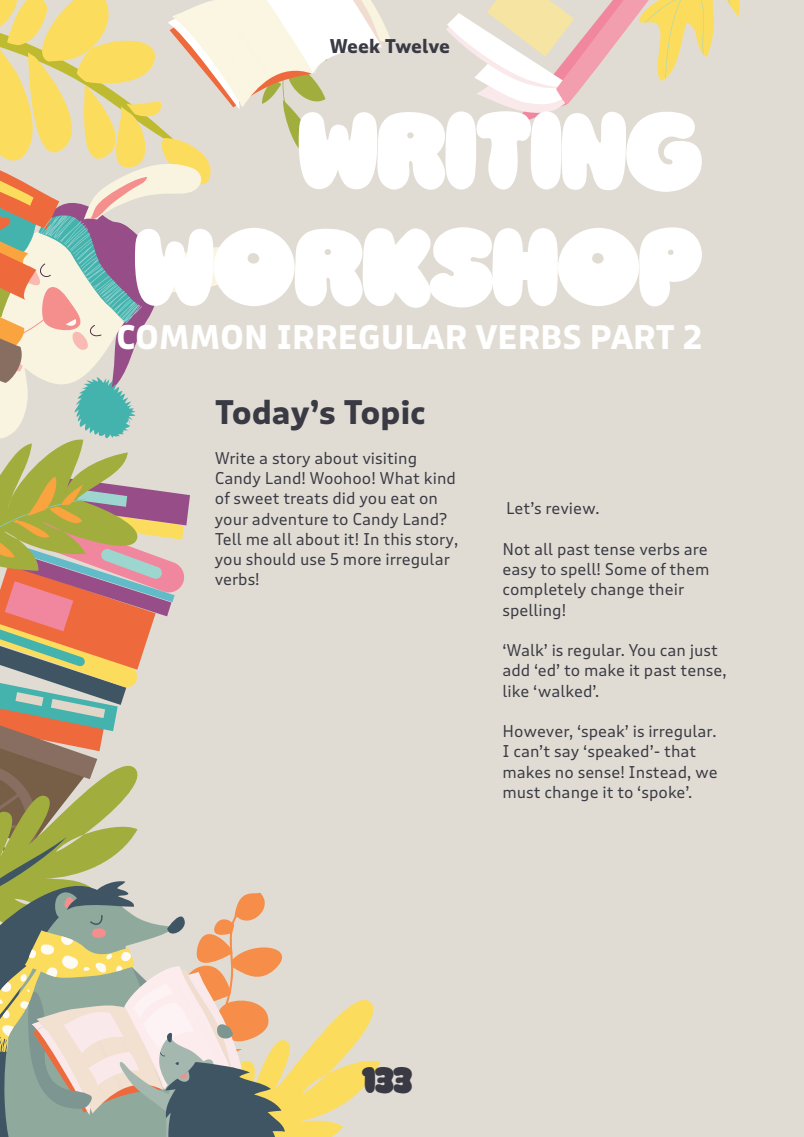 Week Twelve
WRITING
WORKSHOP
COMMON IRREGULAR VERBS PART 2
Today’s Topic
Write a story about visiting
Candy Land! Woohoo! What kind
of sweet treats did you eat on
your adventure to Candy Land?
Tell me all about it! In this story,
you should use 5 more irregular
verbs!
Let’s review.
Not all past tense verbs are
easy to spell! Some of them
completely change their
spelling!
‘Walk’ is regular. You can just
add ‘ed’ to make it past tense,
like ‘walked’.
However, ‘speak’ is irregular.
I can’t say ‘speaked’- that
makes no sense! Instead, we
must change it to ‘spoke’.
133